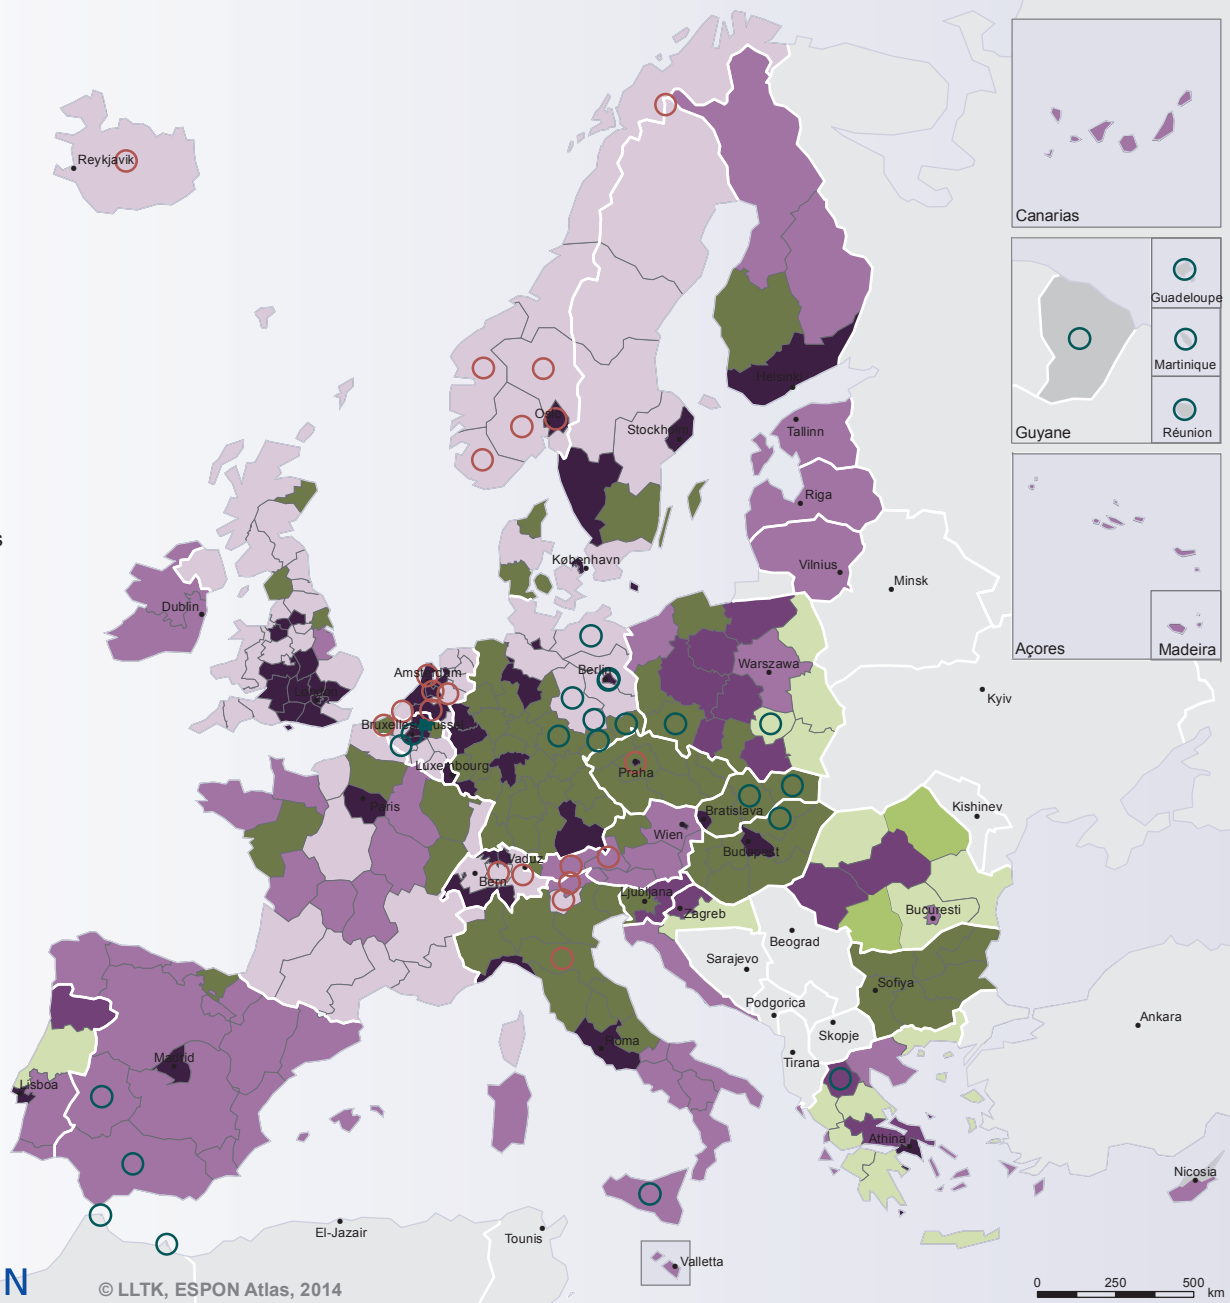 Reykjavik
Canarias
Guadeloupe
Martinique
Guyane
Réunion
Helsinki
Oslo
Stockholm
Tallinn
Riga
s
København
Vilnius
Minsk
Dublin
Açores
Madeira
Amsterdam
Berlin
Warszawa
London
Kyiv
Bruxelles/Brussel
Luxembourg
Praha
Paris
Bratislava
Kishinev
Wien
Vaduz
Budapest
Bern
Ljubljana
Zagreb
Bucuresti
Beograd
Sarajevo
Sofiya
Podgorica
Ankara
Skopje
Roma
Madrid
Tirana
Lisboa
Athina
Nicosia
El-Jazair
Tounis
Valletta
N
© LLTK, ESPON Atlas, 2014
0 250 500
km